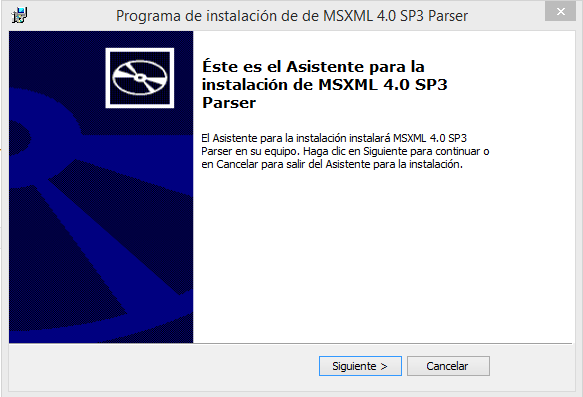 Programa de instalación de de MSXML 4.0 SP3 Parser
Éste es el Asistente para la
instalación de MSXML 4.0 SP3
Parser
El Asistente para la instalación instalará MSXML 4.0 SP3
Parser en su equipo. Haga clic en Siguiente para continuar o
en Cancelar para salir del Asistente para la instalación.
Siguiente >
Cancelar